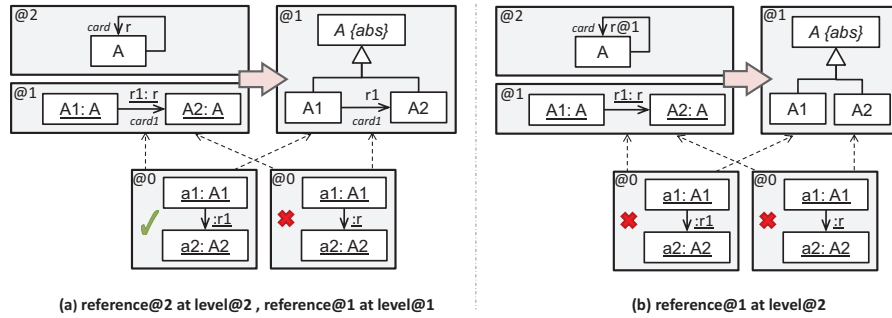 @2
card r
A
@1
A1: A
r1: r
card1
A2: A
@1
A {abs}
A1
r1
card1
A2
@0
a1: A1
:r1
a2: A2
@0
a1: A1
:r
a2: A2
(a) reference@2 at level@2 , reference@1 at level@1
@2
card r@1
A
@1
A1: A
r1: r
A2: A
@1
A {abs}
A1
A2
@0
a1: A1
:r1
a2: A2
@0
a1: A1
:r
a2: A2
(b) reference@1 at level@2